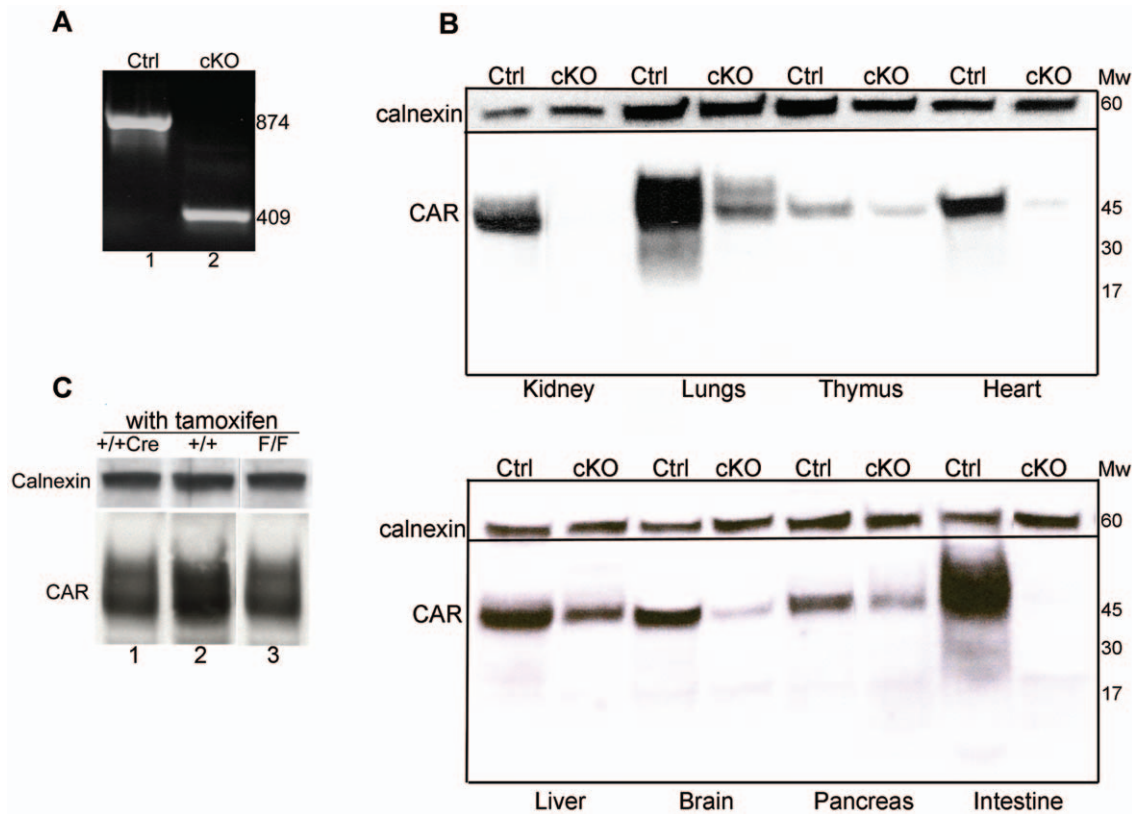 A
Ctrl cKO
874
409
1 2
B
Ctrl cKO Ctrl cKO Ctrl cKO Ctrl cKO Mw
calnexin 60
CAR 45
30
17
Kidney Lungs Thymus Heart
C
with tamoxifen
+/+Cre +/+ F/F
Calnexin
CAR
1 2 3
Ctrl cKO Ctrl cKO Ctrl cKO Ctrl cKO Mw
calnexin 60
CAR 45
30
17
Liver Brain Pancreas Intestine